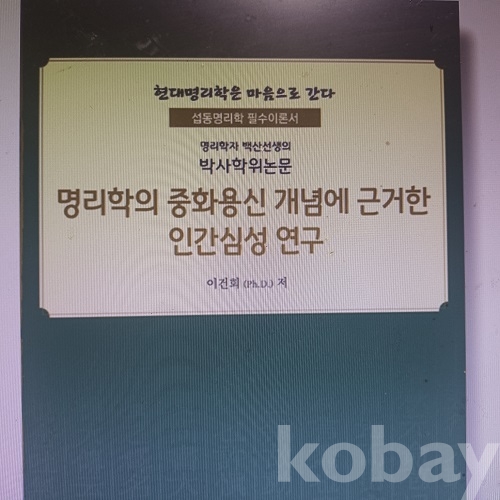 현대명리학은 마음으로 간다
섭동명리학 필수이론서
명리학자 백산선생의
박사학위논문
명리학의 중화용신 개념에 근거한
인간심성 연구
이건희 (Ph.D.) 저
kobay